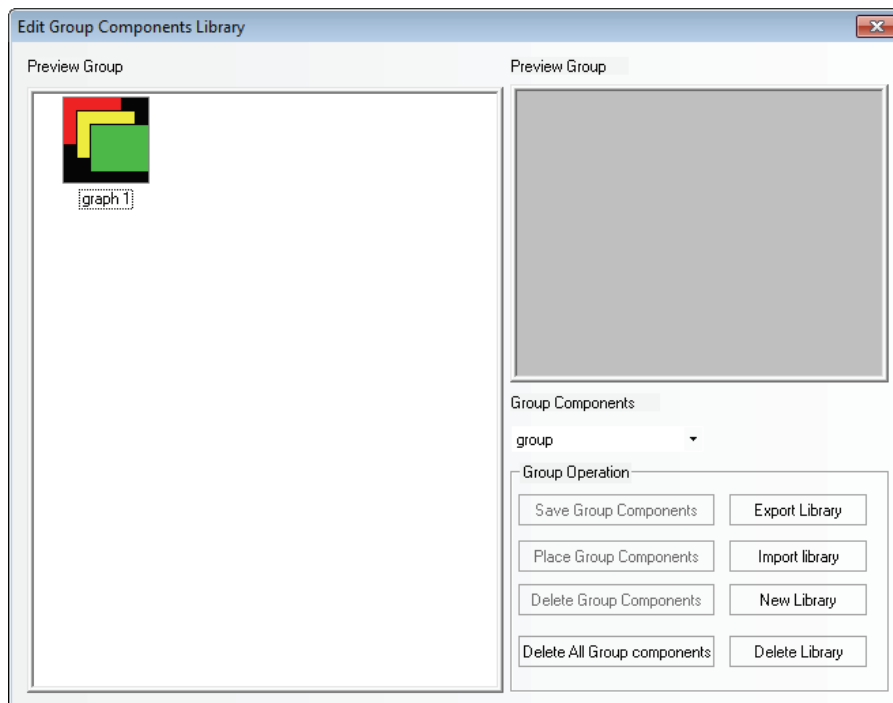 Edit Group Components Library
Preview Group
graph 1
Preview Group
Group Components
group
Group Operation
Save Group Components
Export Library
Place Group Components
Import library
Delete Group Components
New Library
Delete All Group components
Delete Library